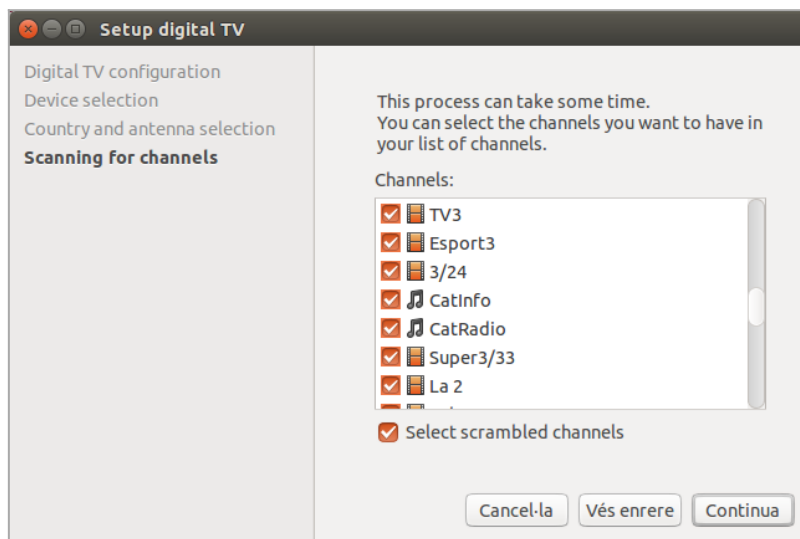 Setup digital TV
Digital TV configuration
Device selection
Country and antenna selection
Scanning for channels
This process can take some time.
You can select the channels you want to have in
your list of channels.
Channels:
TV3
Esport3
3/24
CatInfo
CatRadio
Super3/33
La 2
Select scrambled channels
Cancel·la
Vés enrere
Continua